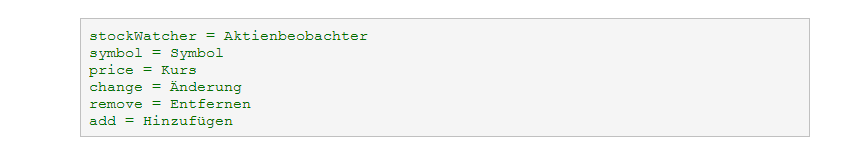 stockWatcher = Aktienbeobachter
symbol = Symbol
price = Kurs
change = Änderung
remove = Entfernen
add = Hinzufügen